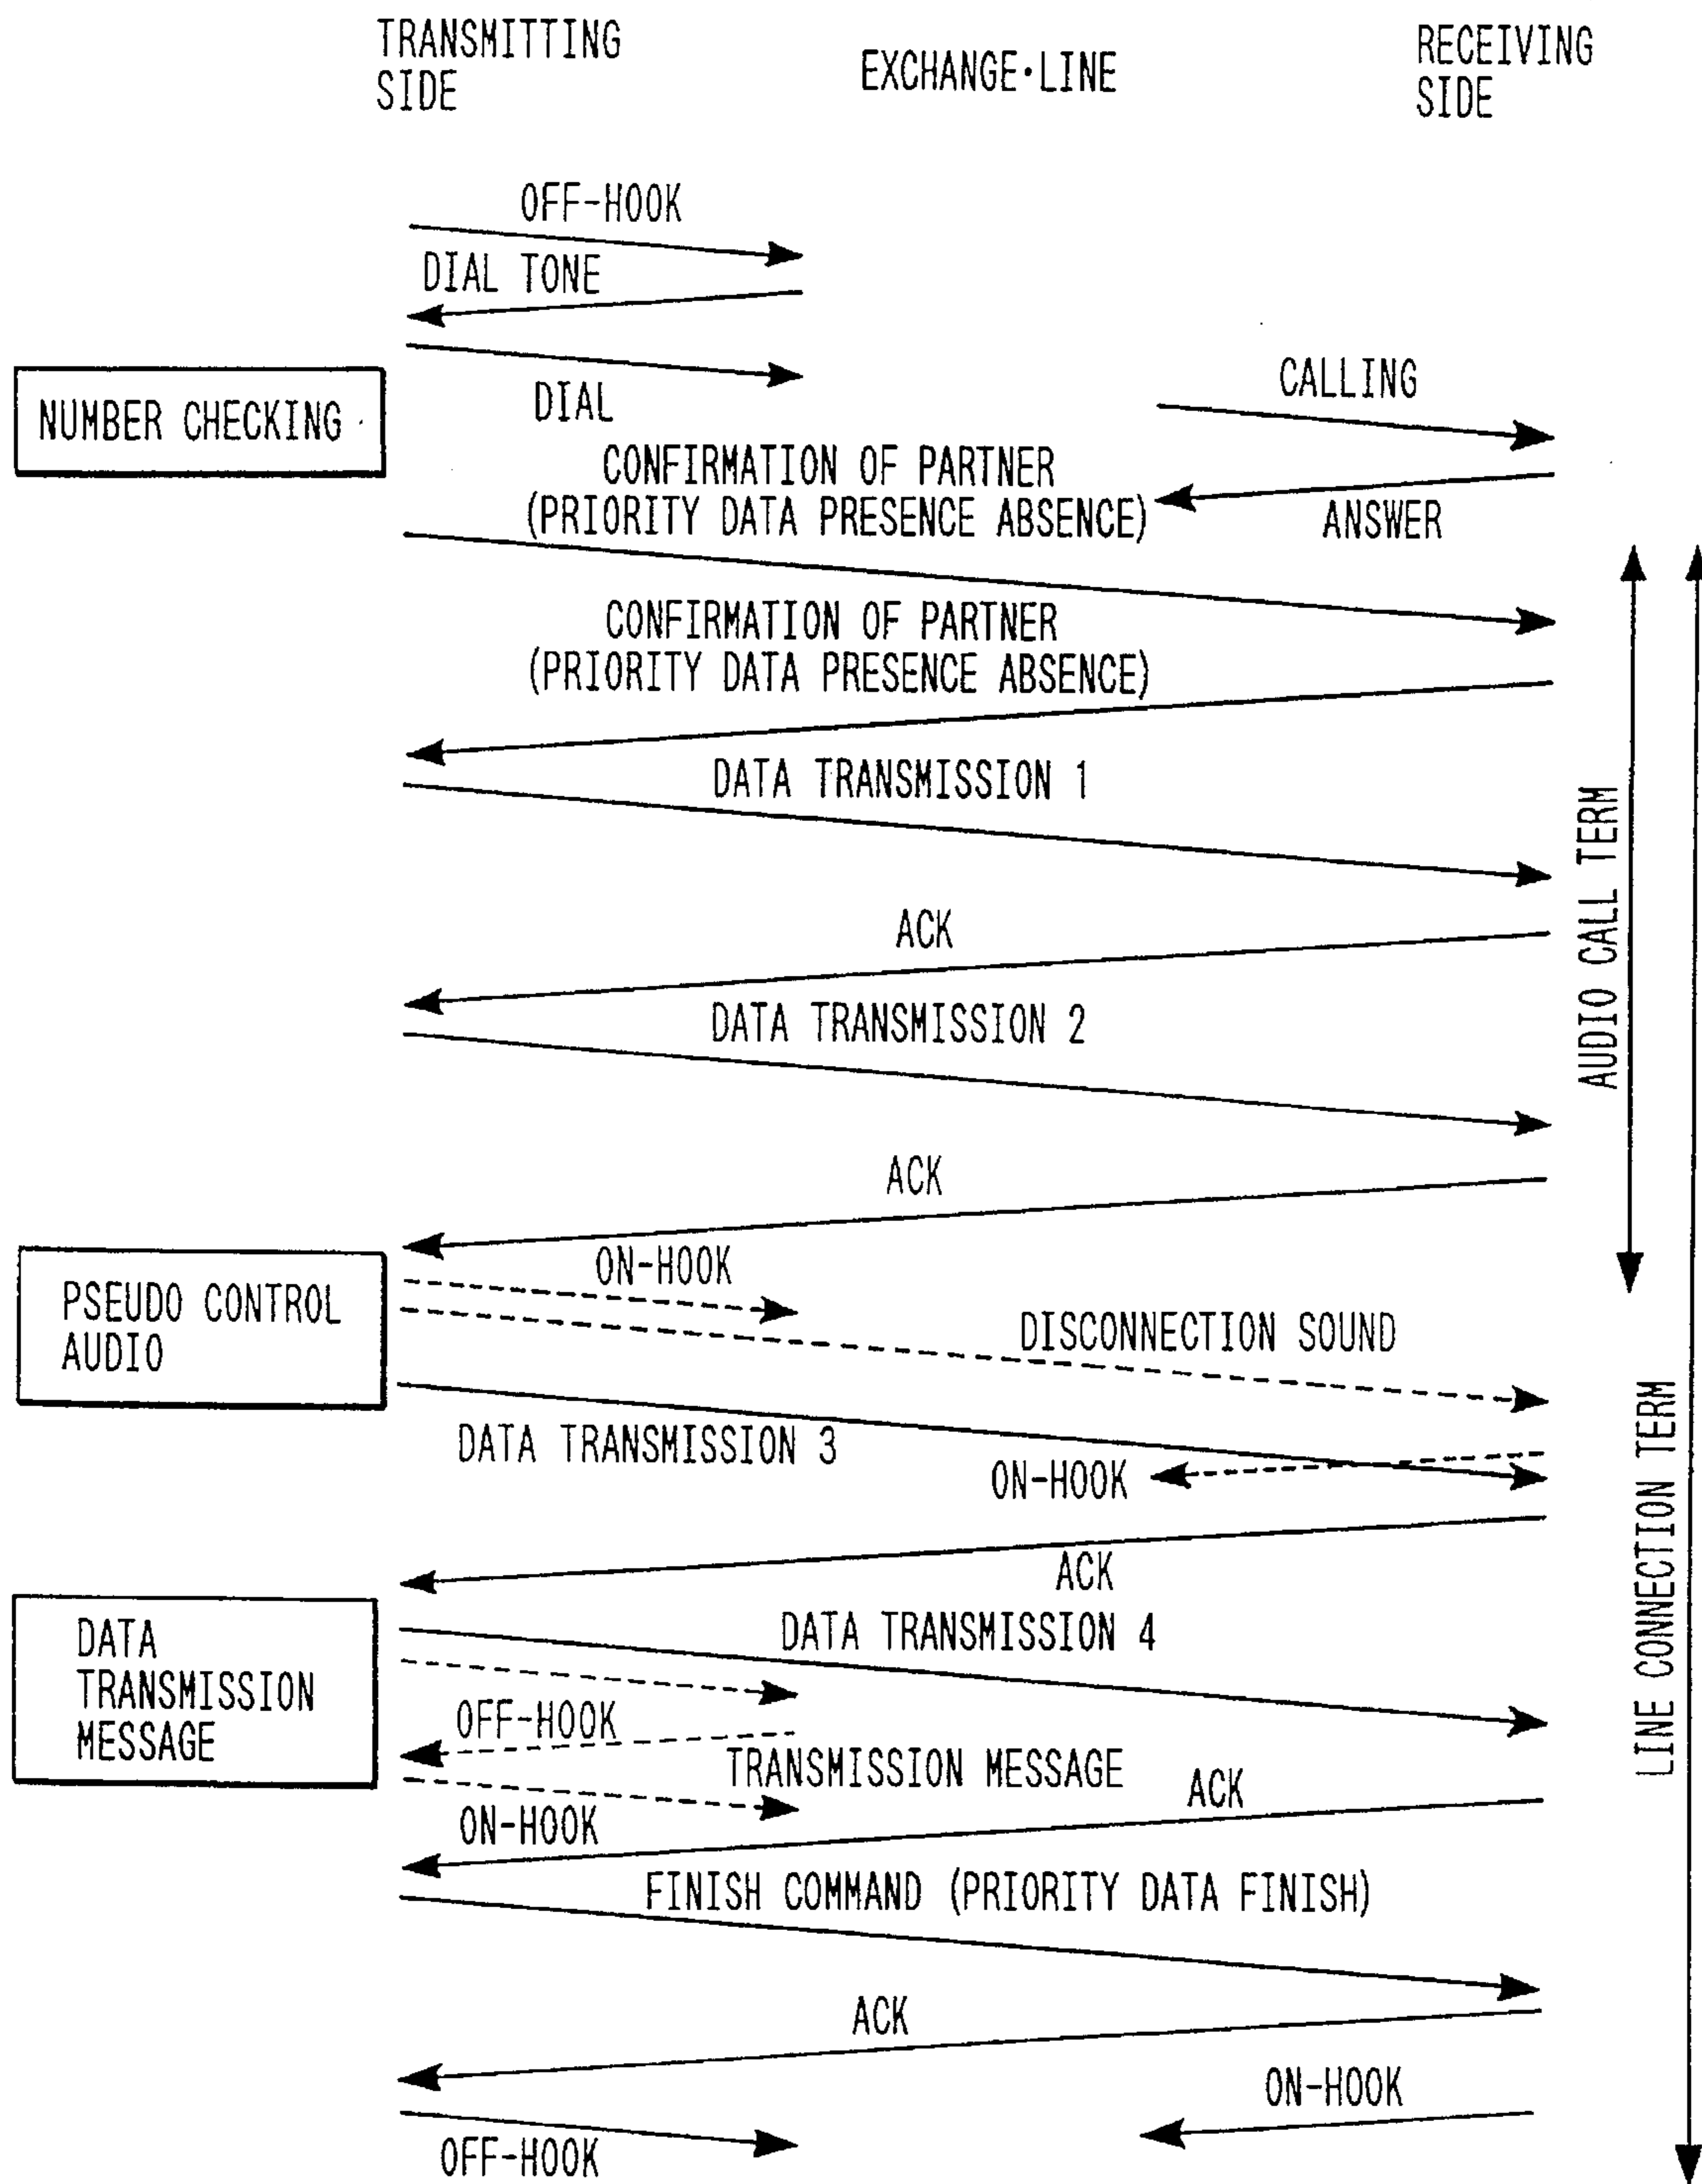 TRANSMITTING
SIDE
EXCHANGE·LINE
RECEIVING
SIDE
OFF-HOOK
DIAL TONE
DIAL
NUMBER CHECKING
CALLING
CONFIRMATION OF PARTNER
(PRIORITY DATA PRESENCE ABSENCE)
ANSWER
CONFIRMATION OF PARTNER
(PRIORITY DATA PRESENCE ABSENCE)
DATA TRANSMISSION 1
AUDIO CALL TERM
ACK
DATA TRANSMISSION 2
ACK
ON-HOOK
PSEUDO CONTROL
AUDIO
DISCONNECTION SOUND
DATA TRANSMISSION 3
ON-HOOK
LINE CONNECTION TERM
ACK
DATA
TRANSMISSION
MESSAGE
DATA TRANSMISSION 4
OFF-HOOK
TRANSMISSION MESSAGE
ACK
ON-HOOK
FINISH COMMAND (PRIORITY DATA FINISH)
ACK
ON-HOOK
OFF-HOOK